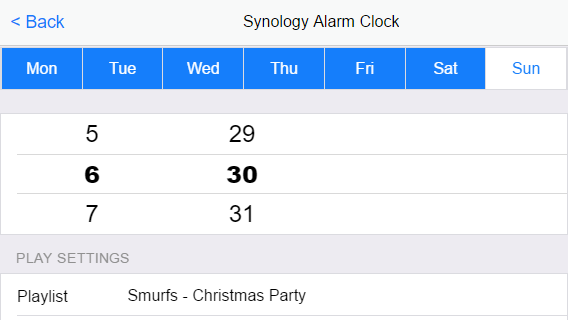 < Back Synology Alarm Clock
Mon Tue Wed Thu Fri Sat Sun
5 29
6 30
7 31
PLAY SETTINGS
Playlist Smurfs - Christmas Party